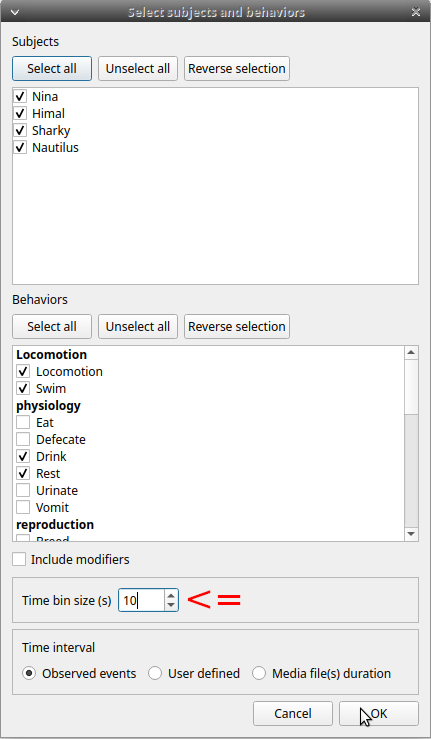 Select subjects and behaviors
Subjects
Select all Unselect all Reverse selection
Nina
Himal
Sharky
Nautilus
Behaviors
Select all Unselect all Reverse selection
Locomotion
Locomotion
Swim
physiology
Eat
Defecate
Drink
Rest
Urinate
Vomit
reproduction
Include modifiers
Time bin size (s) 10 <=
Time interval
Observed events User defined Media file(s) duration
Cancel OK